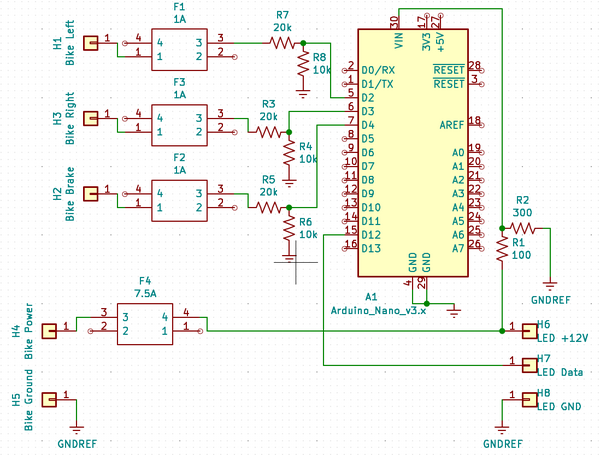 H1
Bike Left
1
F1
1A
4
1
3
2
4
1
3
2
R7
20k
R8
10k
H3
Bike Right
1
F3
1A
4
1
3
2
4
1
3
2
R3
20k
R4
10k
H2
Bike Brake
1
F2
1A
4
1
3
2
4
1
3
2
R5
20k
R6
10k
30
17
27
VIN
3V3
+5V
2 D0/RX
1 D1/TX
5 D2
6 D3
7 D4
8 D5
9 D6
10 D7
11 D8
12 D9
13 D10
14 D11
15 D12
16 D13
RESET 28
RESET 3
AREF 18
A0 19
A1 20
A2 21
A3 22
A4 23
A5 24
A6 25
A7 26
GND
GND
4
29
A1
Arduino_Nano_v3.x
R2
300
R1
100
GNDREF
H4
Bike Power
1
F4
7.5A
3
2
4
1
3
2
4
1
1
H6
LED +12V
1
H7
LED Data
H5
Bike Ground
1
GNDREF
1
H8
LED GND
GNDREF